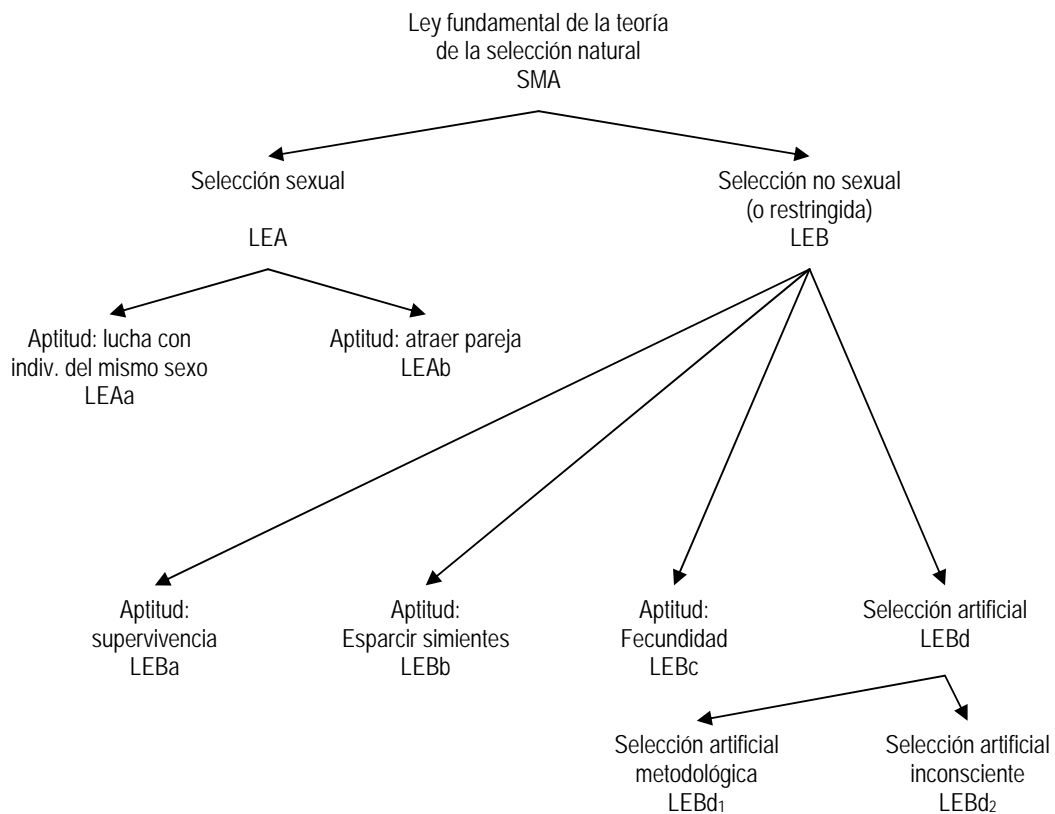 Ley fundamental de la teoría
de la selección natural
SMA
Selección sexual
LEA
Selección no sexual
(o restringida)
LEB
Aptitud: lucha con
indiv. del mismo sexo
LEAa
Aptitud: atraer pareja
LEAb
Aptitud:
supervivencia
LEBa
Aptitud:
Esparcir simientes
LEBb
Aptitud:
Fecundidad
LEBc
Selección artificial
LEBd
Selección artificial
metodológica
LEBd₁
Selección artificial
inconsciente
LEBd₂